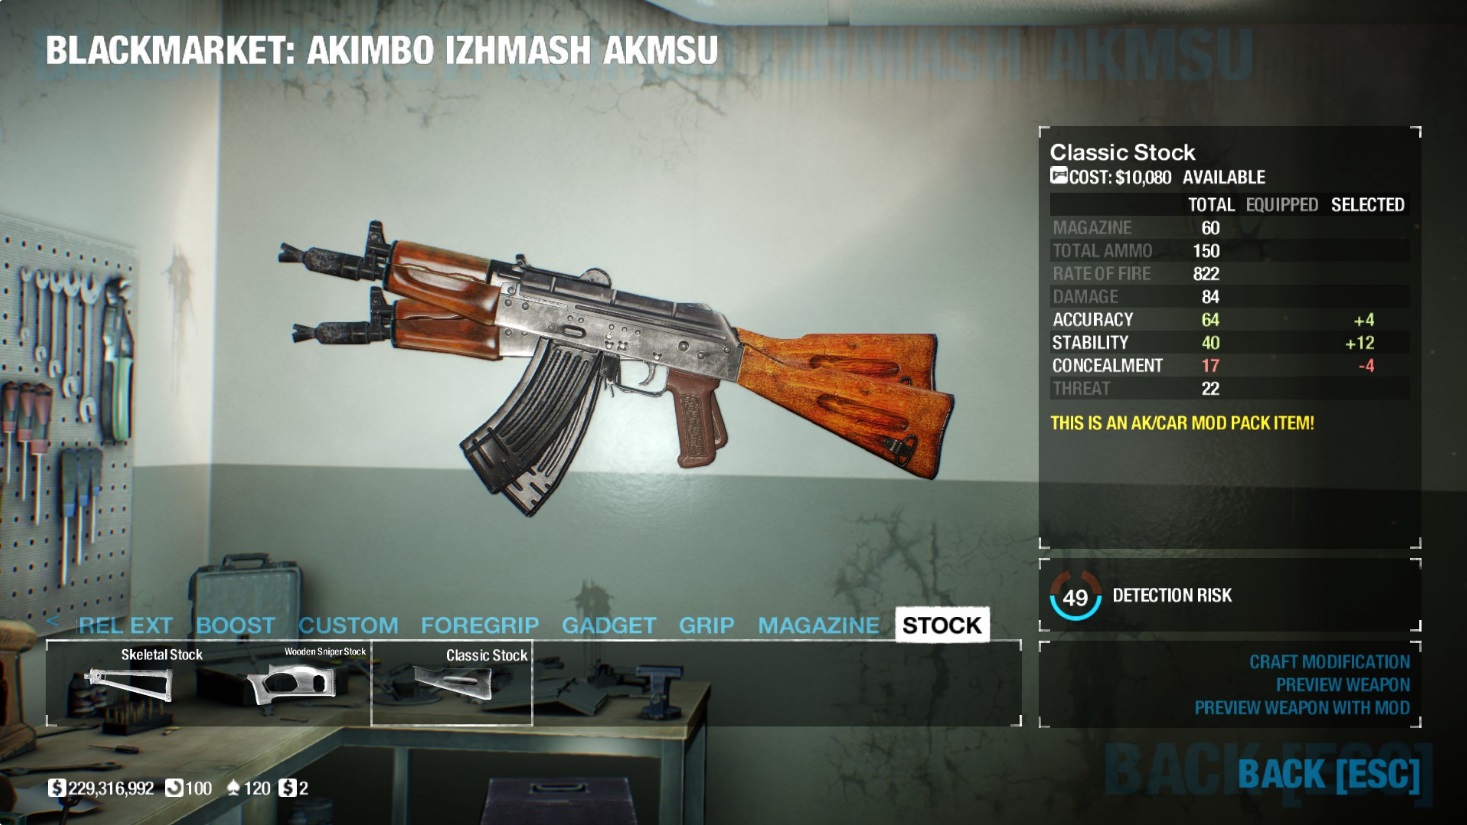 BLACKMARKET: AKIMBO IZHMASH AKMSU
Classic Stock
COST: $10,080 AVAILABLE
TOTAL EQUIPPED SELECTED
MAGAZINE 60
TOTAL AMMO 150
RATE OF FIRE 822
DAMAGE 84
ACCURACY 64 +4
STABILITY 40 +12
CONCEALMENT 17 -4
THREAT 22
THIS IS AN AK/CAR MOD PACK ITEM!
49 DETECTION RISK
< REL EXT BOOST CUSTOM FOREGRIP GADGET GRIP MAGAZINE STOCK
Skeletal Stock Wooden Sniper Stock Classic Stock
CRAFT MODIFICATION
PREVIEW WEAPON
PREVIEW WEAPON WITH MOD
BACK [ESC]
$229,316,992 100 ♠ 120 $2